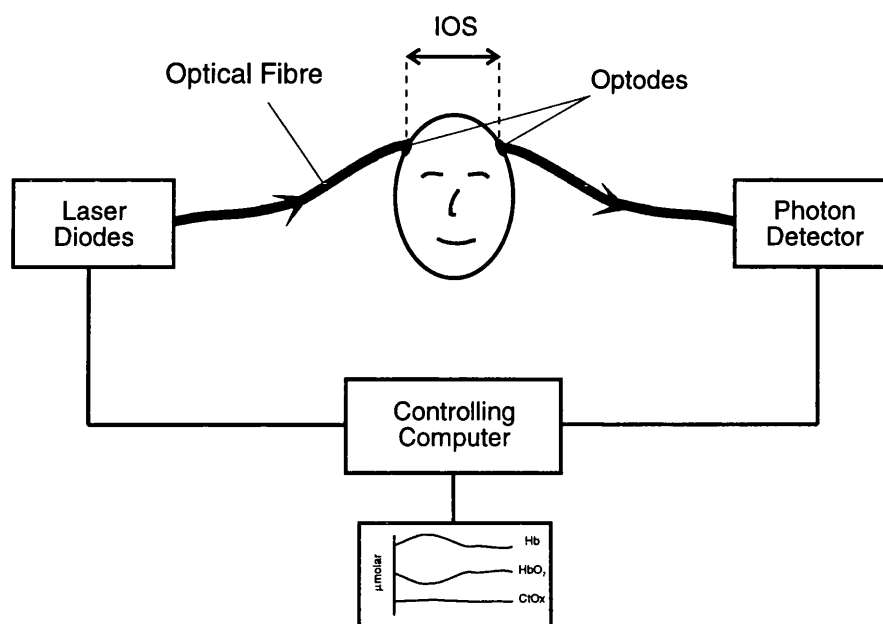 IOS
Optical Fibre
Optodes
Laser
Diodes
Photon
Detector
Controlling
Computer
µmolar
Hb
HbO₂
CtOx